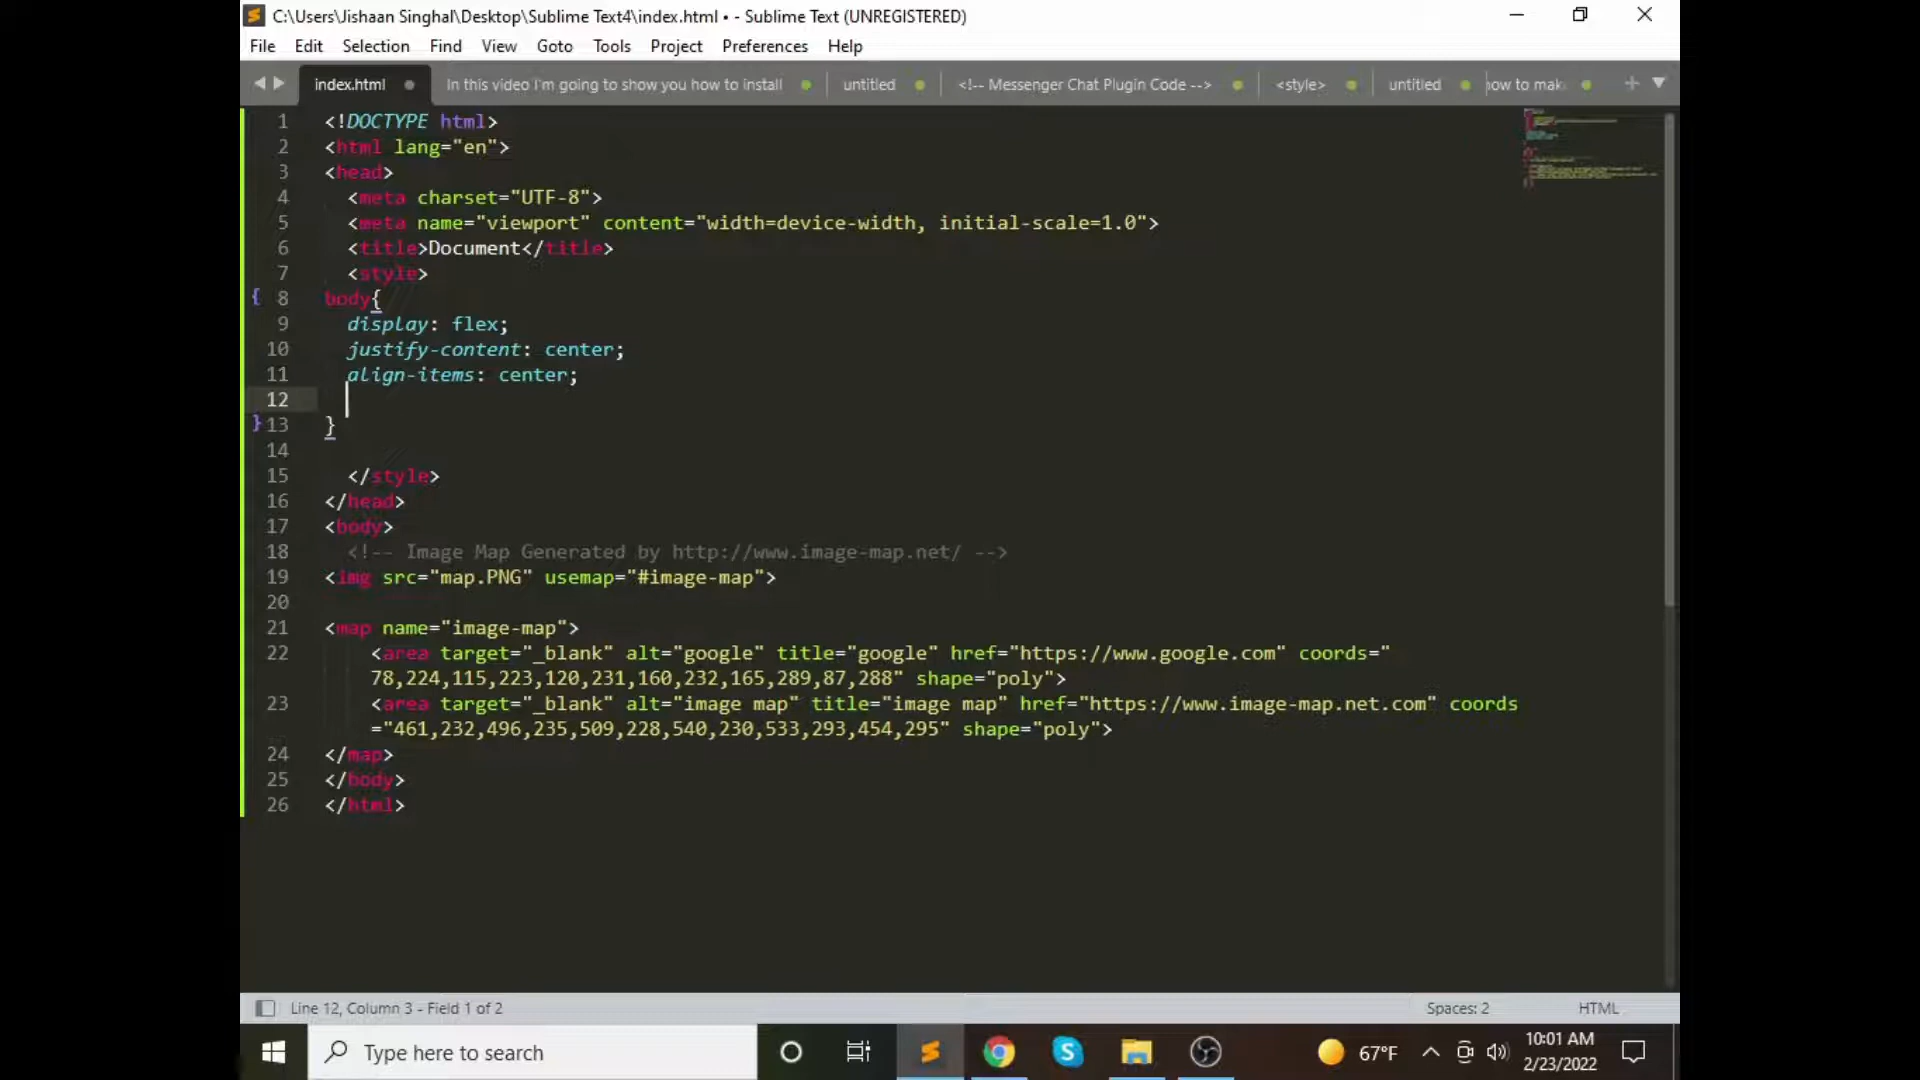 C:\Users\Jishaan Singhal\Desktop\Sublime Text4\index.html • - Sublime Text (UNREGISTERED)
File Edit Selection Find View Goto Tools Project Preferences Help
index.html In this video I'm going to show you how to install untitled <!-- Messenger Chat Plugin Code --> <style> untitled how to mak
1 <!DOCTYPE html>
2 <html lang="en">
3 <head>
4 <meta charset="UTF-8">
5 <meta name="viewport" content="width=device-width, initial-scale=1.0">
6 <title>Document</title>
7 <style>
{ 8 body{
9 display: flex;
10 justify-content: center;
11 align-items: center;
12
} 13 }
14
15 </style>
16 </head>
17 <body>
18 <!-- Image Map Generated by http://www.image-map.net/ -->
19 <img src="map.PNG" usemap="#image-map">
20
21 <map name="image-map">
22 <area target="_blank" alt="google" title="google" href="https://www.google.com" coords="
78,224,115,223,120,231,160,232,165,289,87,288" shape="poly">
23 <area target="_blank" alt="image map" title="image map" href="https://www.image-map.net.com" coords
="461,232,496,235,509,228,540,230,533,293,454,295" shape="poly">
24 </map>
25 </body>
26 </html>
Line 12, Column 3 - Field 1 of 2 Spaces: 2 HTML
Type here to search 67°F 10:01 AM
2/23/2022